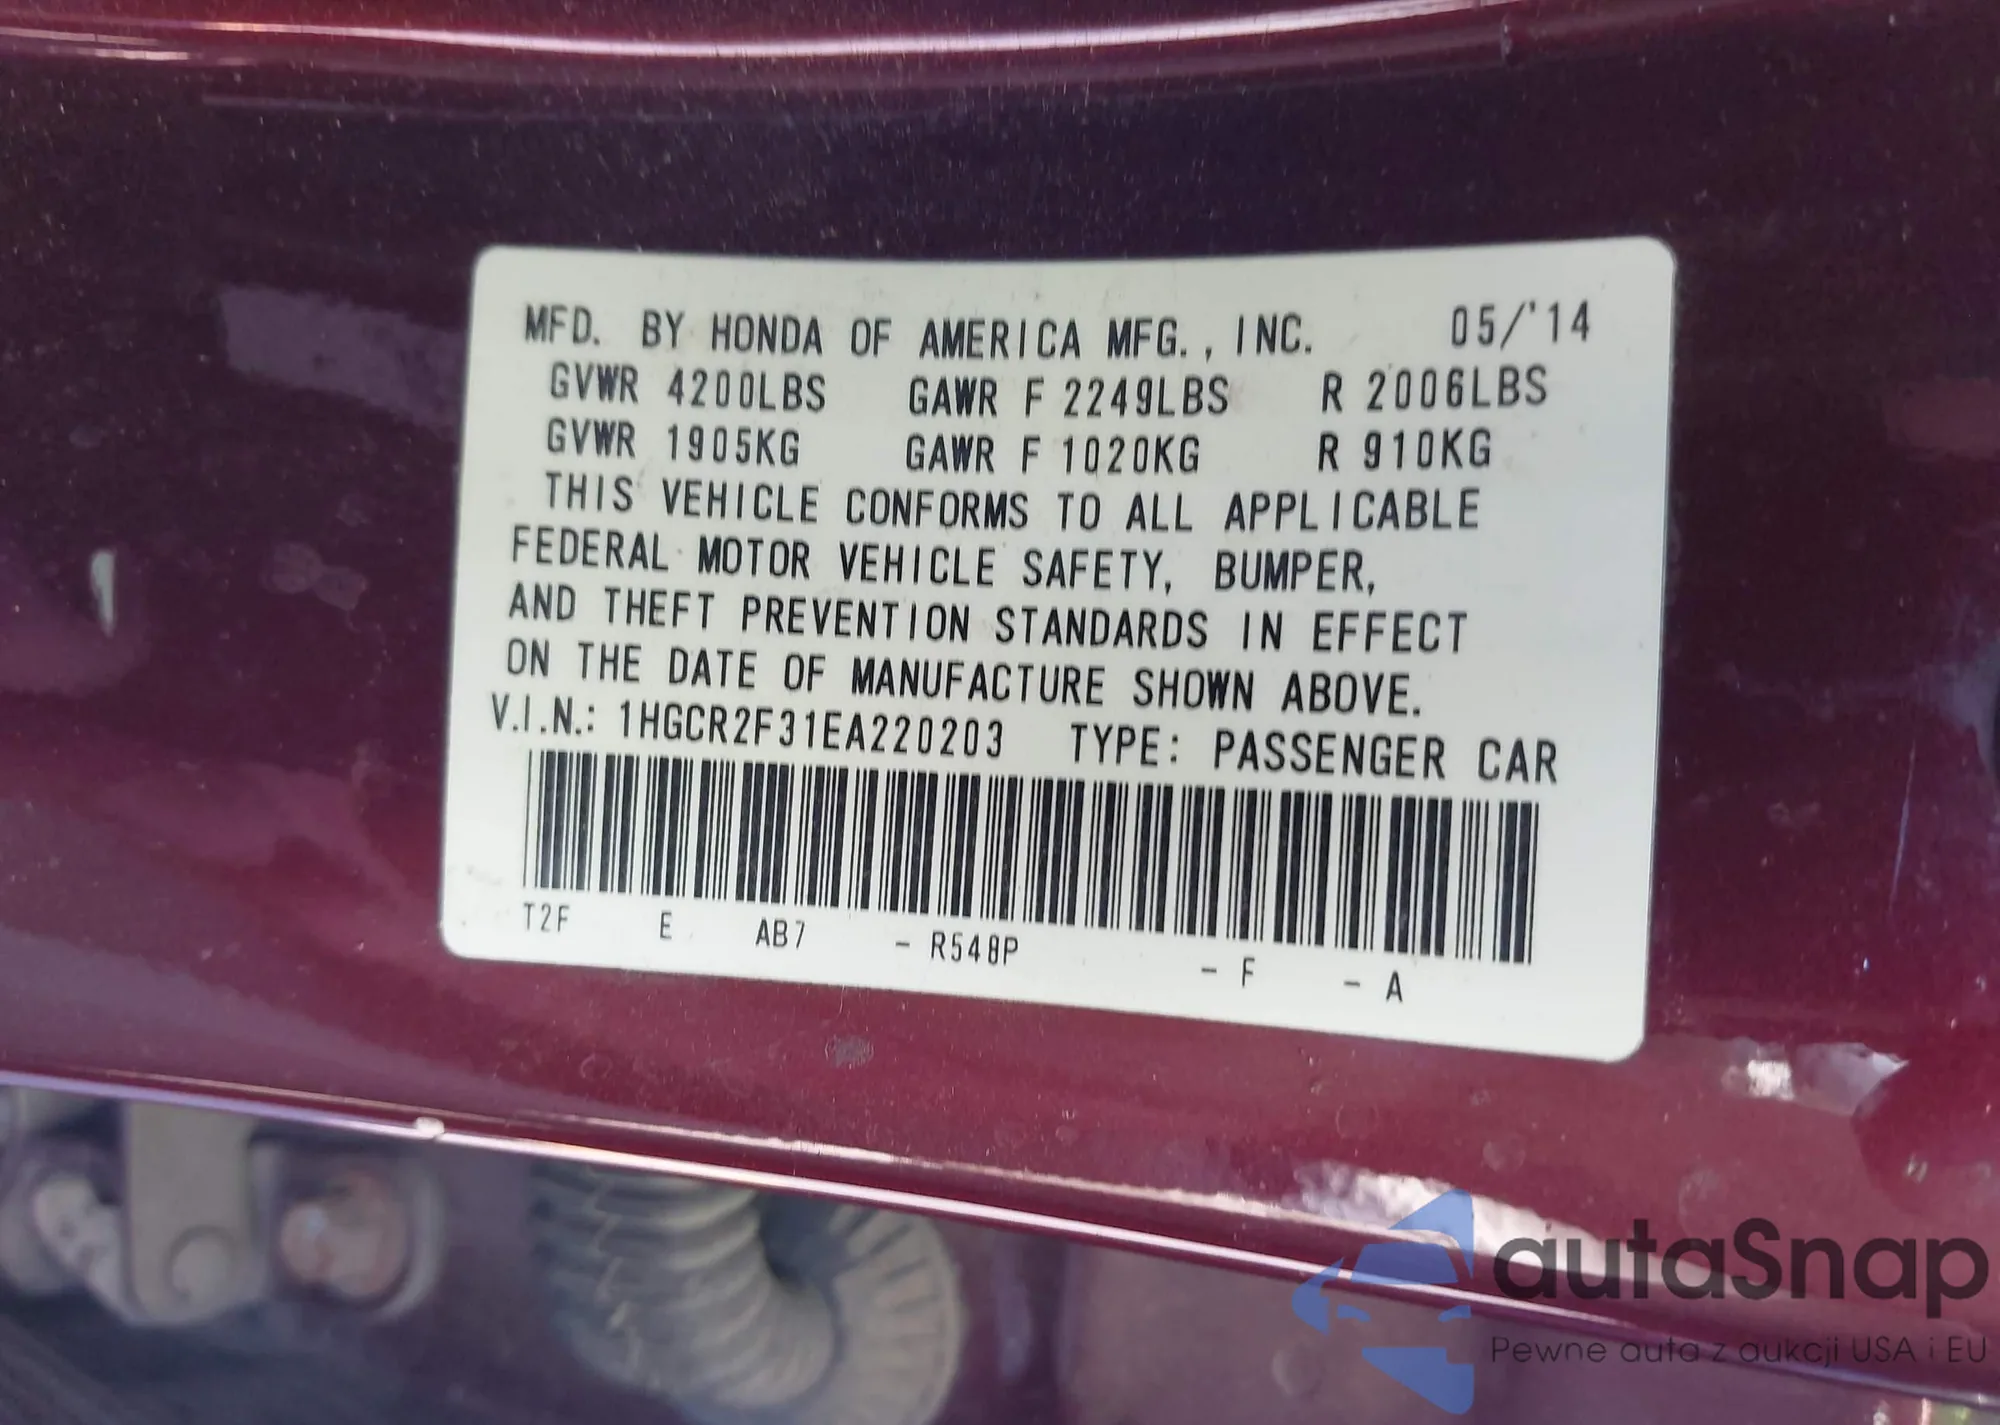 MFD. BY HONDA OF AMERICA MFG., INC. 05/'14
GVWR 4200LBS GAWR F 2249LBS R 2006LBS
GVWR 1905KG GAWR F 1020KG R 910KG
THIS VEHICLE CONFORMS TO ALL APPLICABLE
FEDERAL MOTOR VEHICLE SAFETY, BUMPER,
AND THEFT PREVENTION STANDARDS IN EFFECT
ON THE DATE OF MANUFACTURE SHOWN ABOVE.
V.I.N.: 1HGCR2F31EA220203 TYPE: PASSENGER CAR
T2F E AB7 - R548P - F - A
autaSnap
Pewne auta z aukcji USA i EU